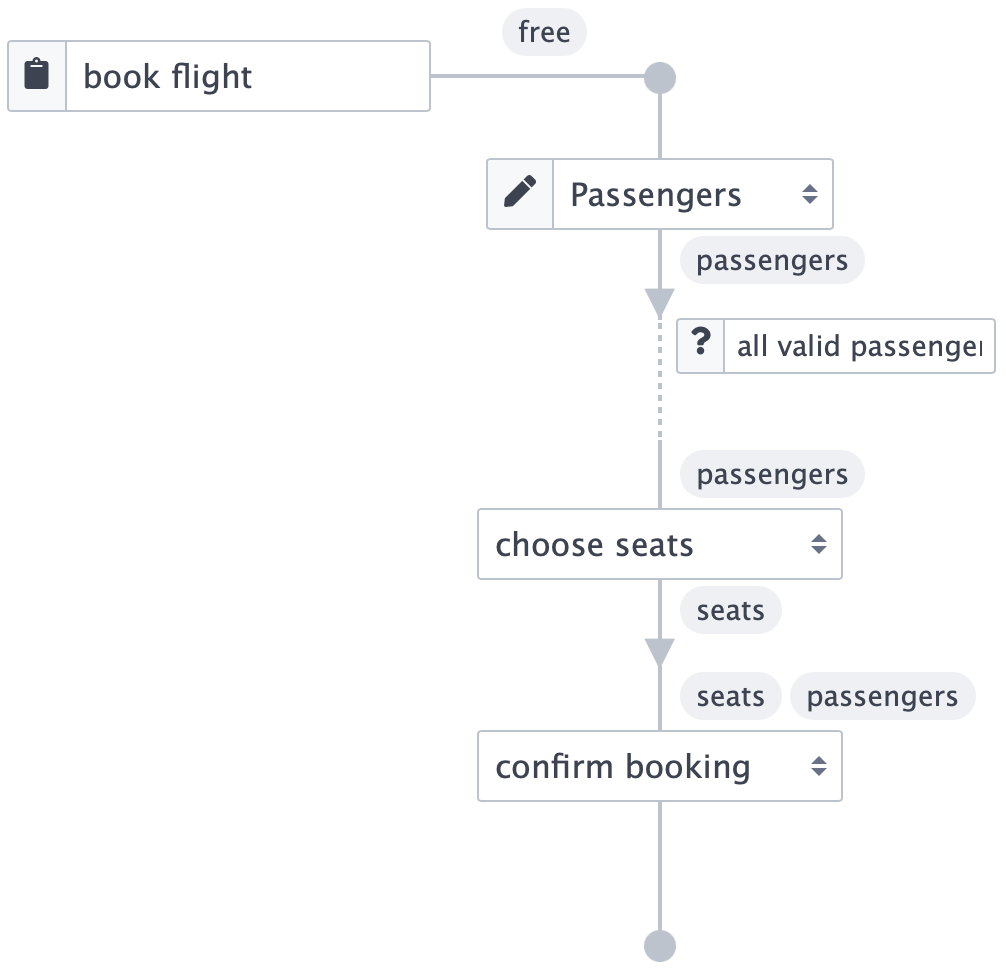 free
book flight
Passengers
passengers
? all valid passenger
passengers
choose seats
seats
seats passengers
confirm booking